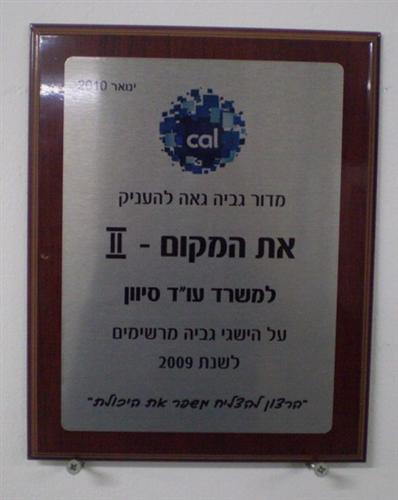 ינואר 2010
cal
מדור גביה גאה להעניק
את המקום - II
למשרד עו"ד סיוון
על הישגי גביה מרשימים
לשנת 2009
"הרצון להצליח משפר את היכולת"